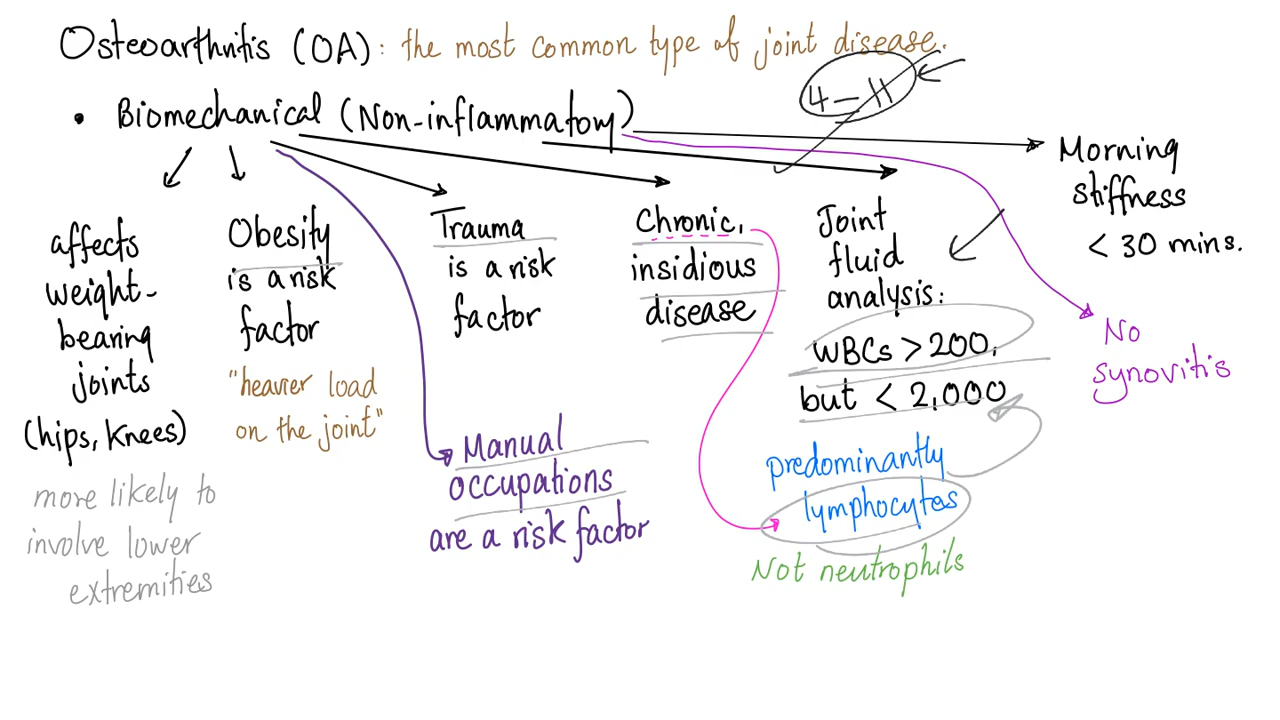 Osteoarthritis (OA): the most common type of joint disease.
4 – 11
• Biomechanical (Non-inflammatory)
affects
weight-
bearing
joints
(hips, knees)
more likely to
involve lower
extremities
Obesity
is a risk
factor
"heavier load
on the joint"
Trauma
is a risk
factor
Manual
occupations
are a risk factor
Chronic,
insidious
disease
Joint
fluid
analysis:
WBCs > 200,
but < 2,000
predominantly
lymphocytes
Not neutrophils
Morning
stiffness
< 30 mins.
No
synovitis